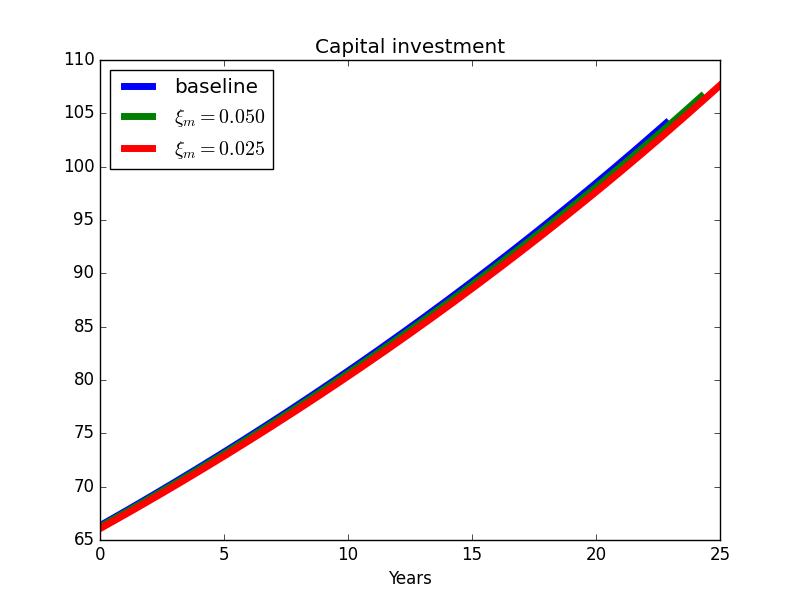 Capital investment
110
105
100
95
90
85
80
75
70
65
baseline
ξₘ = 0.050
ξₘ = 0.025
0 5 10 15 20 25
Years